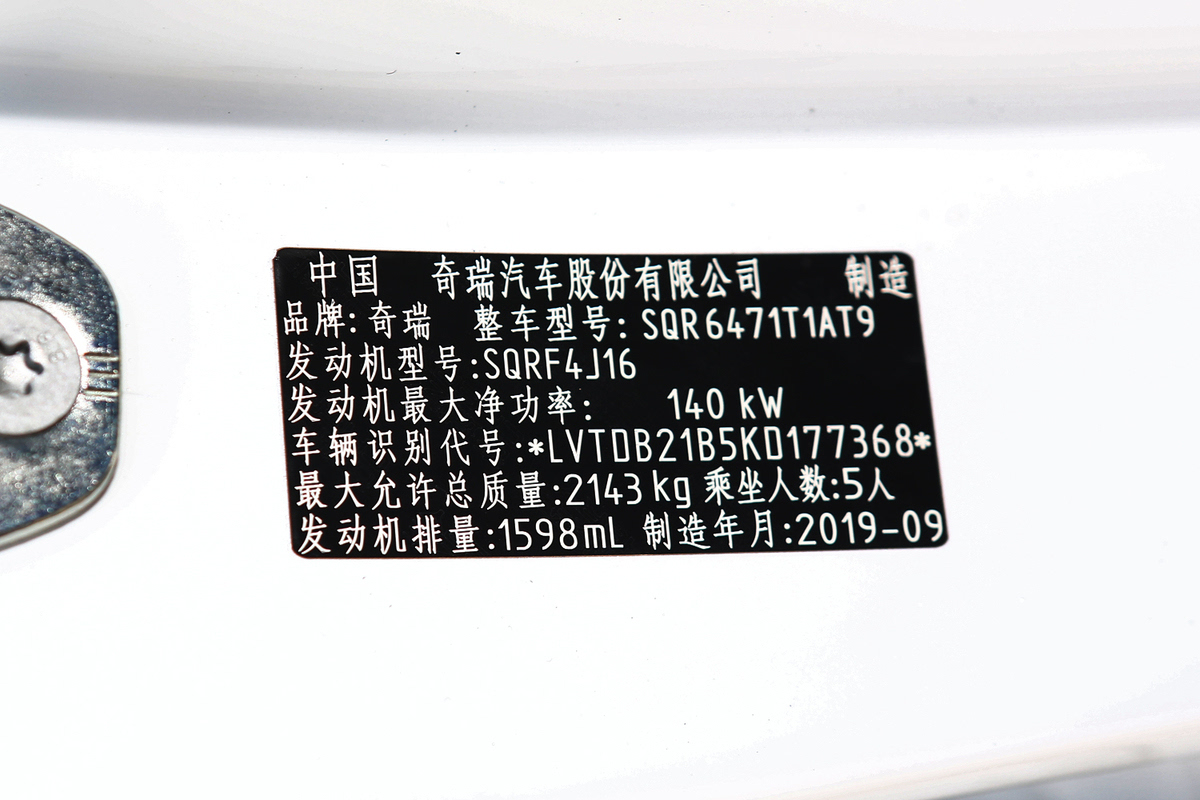 中国 奇瑞汽车股份有限公司 制造
品牌: 奇瑞 整车型号: SQR6471T1AT9
发动机型号:SQRF4J16
发动机最大净功率: 140 kW
车辆识别代号:*LVTDB21B5KD177368*
最大允许总质量:2143kg 乘坐人数:5人
发动机排量:1598mL 制造年月:2019-09